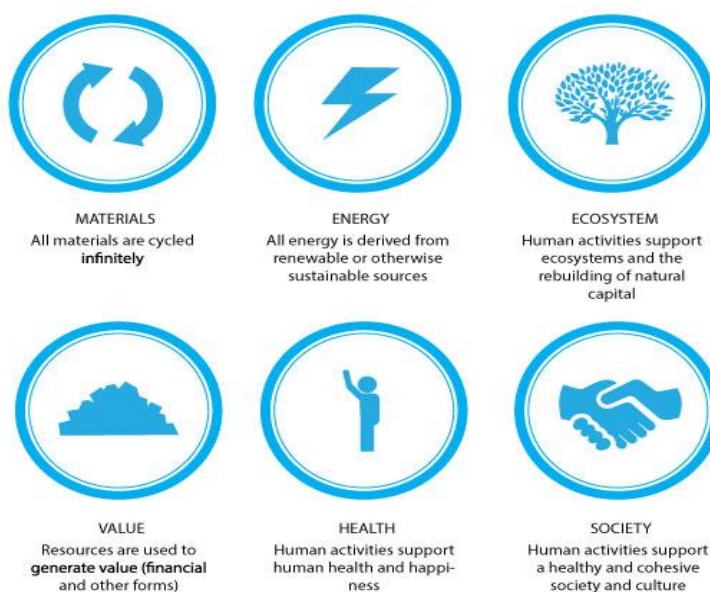 MATERIALS
All materials are cycled
infinitely
ENERGY
All energy is derived from
renewable or otherwise
sustainable sources
ECOSYSTEM
Human activities support
ecosystems and the
rebuilding of natural
capital
VALUE
Resources are used to
generate value (financial
and other forms)
HEALTH
Human activities support
human health and happi-
ness
SOCIETY
Human activities support
a healthy and cohesive
society and culture